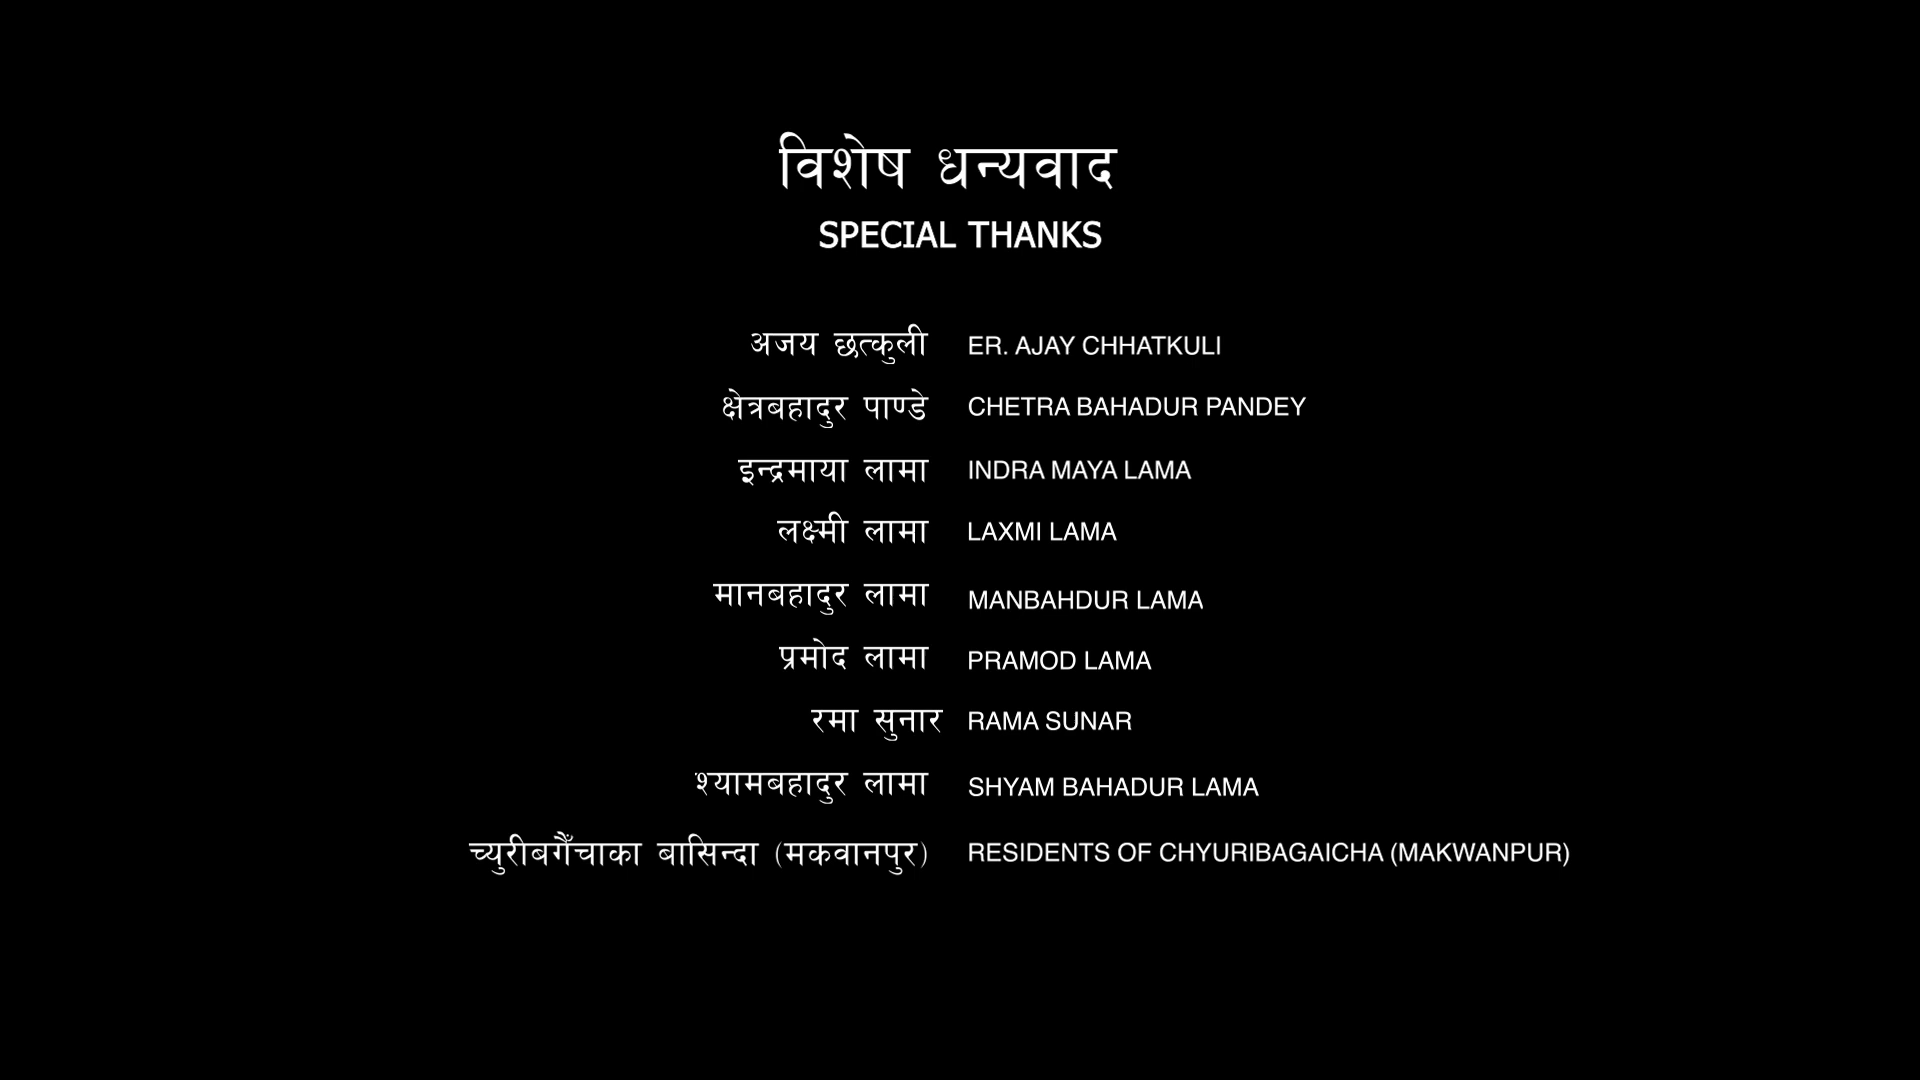 विशेष धन्यवाद
SPECIAL THANKS
अजय छत्कुली ER. AJAY CHHATKULI
क्षेत्रबहादुर पाण्डे CHETRA BAHADUR PANDEY
इन्द्रमाया लामा INDRA MAYA LAMA
लक्ष्मी लामा LAXMI LAMA
मानबहादुर लामा MANBAHDUR LAMA
प्रमोद लामा PRAMOD LAMA
रमा सुनार RAMA SUNAR
श्यामबहादुर लामा SHYAM BAHADUR LAMA
च्युरीबगैँचाका बासिन्दा (मकवानपुर) RESIDENTS OF CHYURIBAGAICHA (MAKWANPUR)